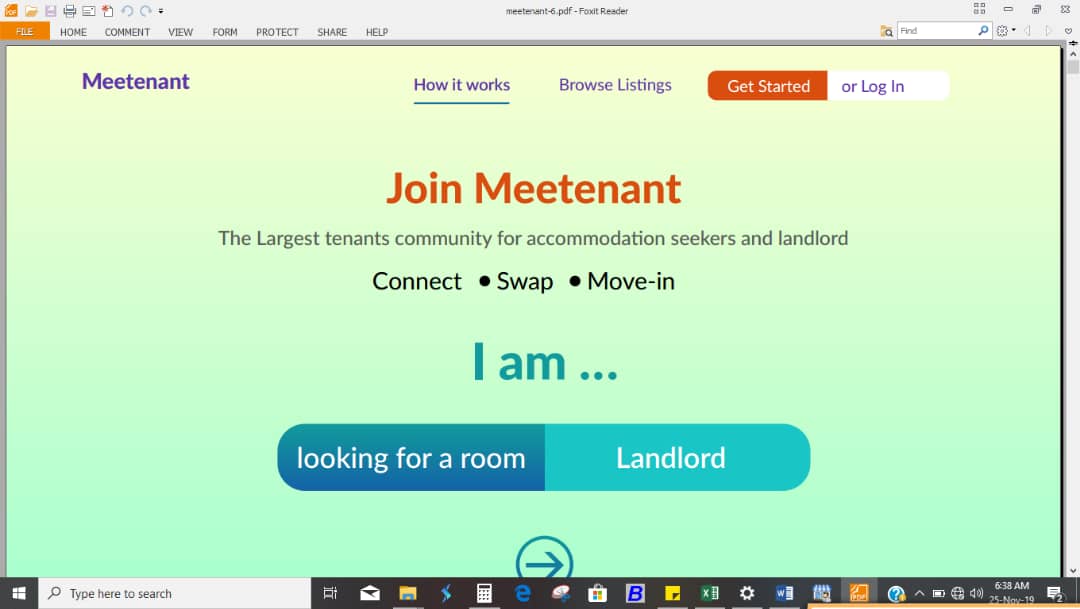 meetenant-6.pdf - Foxit Reader
FILE HOME COMMENT VIEW FORM PROTECT SHARE HELP Find
Meetenant How it works Browse Listings Get Started or Log In
Join Meetenant
The Largest tenants community for accommodation seekers and landlord
Connect • Swap • Move-in
I am ...
looking for a room Landlord
Type here to search
6:38 AM
25-Nov-19
2